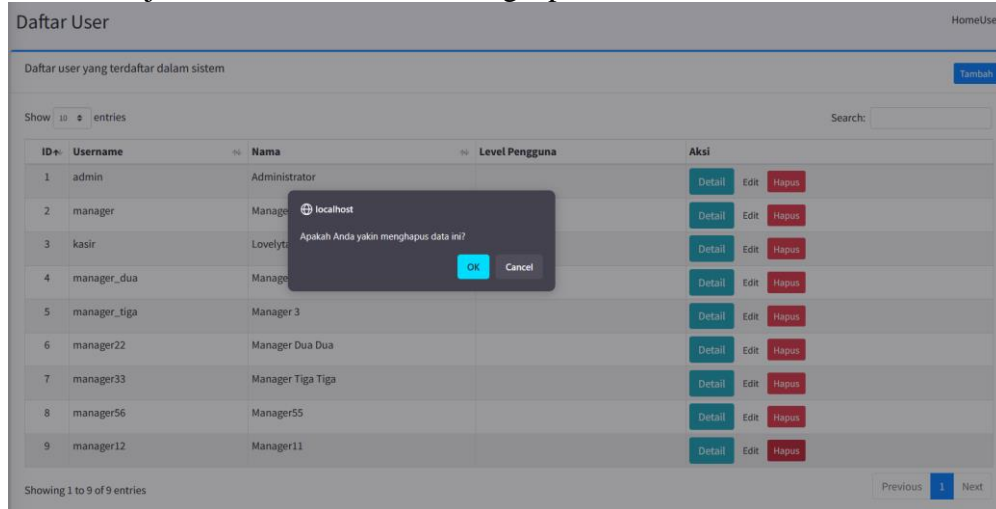 Daftar User
HomeUse
Daftar user yang terdaftar dalam sistem
Tambah
Show 10 entries
Search:
ID Username Nama Level Pengguna Aksi
1 admin Administrator Detail Edit Hapus
2 manager Manage Detail Edit Hapus
3 kasir Lovelyta Detail Edit Hapus
4 manager_dua Manage Detail Edit Hapus
5 manager_tiga Manager 3 Detail Edit Hapus
6 manager22 Manager Dua Dua Detail Edit Hapus
7 manager33 Manager Tiga Tiga Detail Edit Hapus
8 manager56 Manager55 Detail Edit Hapus
9 manager12 Manager11 Detail Edit Hapus
localhost
Apakah Anda yakin menghapus data ini?
OK Cancel
Showing 1 to 9 of 9 entries
Previous 1 Next